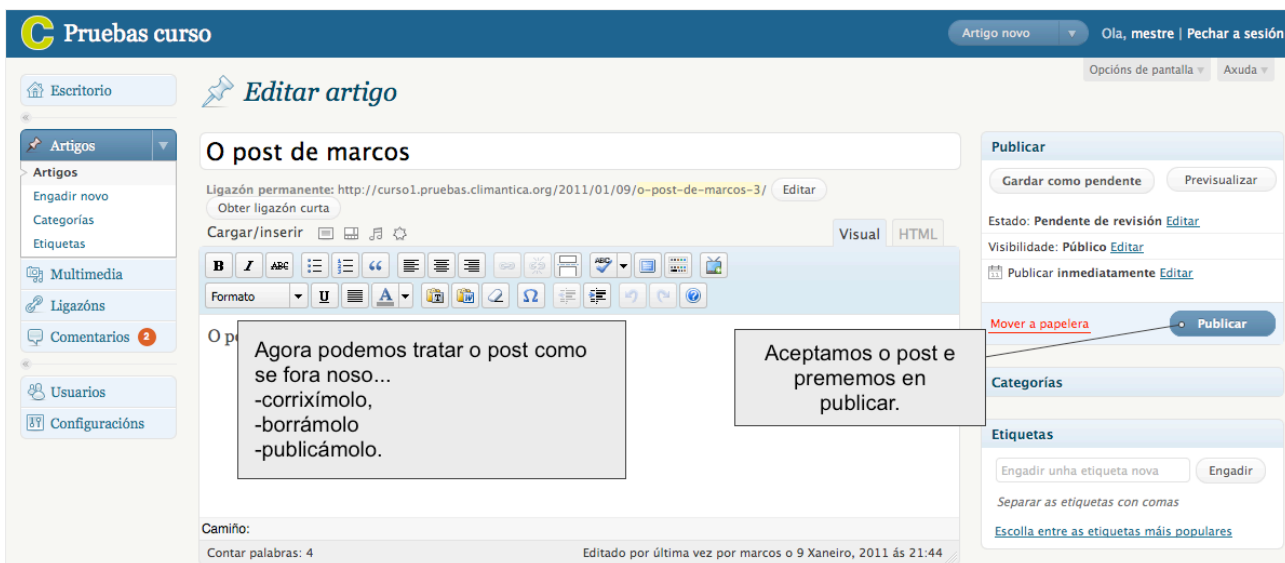 Pruebas curso
Artigo novo
Ola, mestre | Pechar a sesión
Opcións de pantalla
Axuda
Escritorio
Artigos
Artigos
Engadir novo
Categorías
Etiquetas
Multimedia
Ligazóns
Comentarios 2
Usuarios
Configuracións
Editar artigo
O post de marcos
Ligazón permanente: http://curso1.pruebas.climantica.org/2011/01/09/o-post-de-marcos-3/ Editar
Obter ligazón curta
Cargar/inserir
Visual HTML
B I ABC ABC
Formato U A T W Ω
O
Agora podemos tratar o post como
se fora noso...
-corrixímolo,
-borrámolo
-publicámolo.
Aceptamos o post e
prememos en
publicar.
Camiño:
Contar palabras: 4
Editado por última vez por marcos o 9 Xaneiro, 2011 ás 21:44
Publicar
Gardar como pendente Previsualizar
Estado: Pendente de revisión Editar
Visibilidade: Público Editar
Publicar inmediatamente Editar
Mover a papelera Publicar
Categorías
Etiquetas
Engadir unha etiqueta nova Engadir
Separar as etiquetas con comas
Escolla entre as etiquetas máis populares